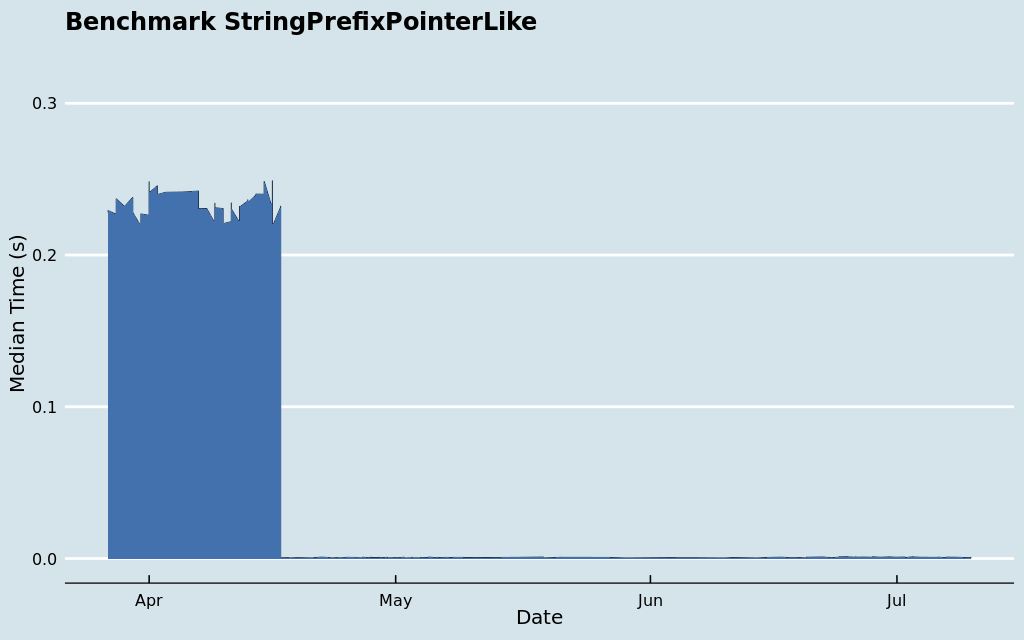 Benchmark StringPrefixPointerLike
Median Time (s)
0.3
0.2
0.1
0.0
Apr May Jun Jul
Date